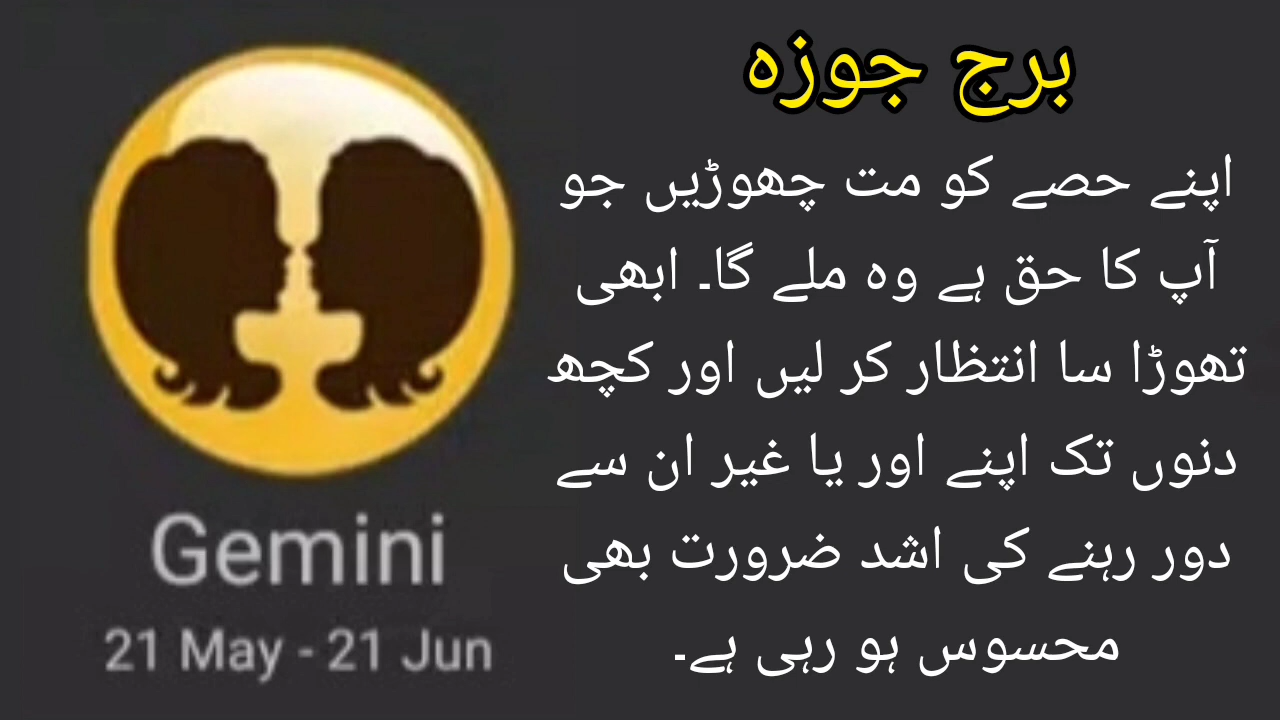 برج جوزہ
اپنے حصے کو مت چھوڑیں جو
آپ کا حق ہے وہ ملے گا۔ ابھی
تھوڑا سا انتظار کر لیں اور کچھ
دنوں تک اپنے اور یا غیر ان سے
دور رہنے کی اشد ضرورت بھی
محسوس ہو رہی ہے۔
Gemini
21 May - 21 Jun